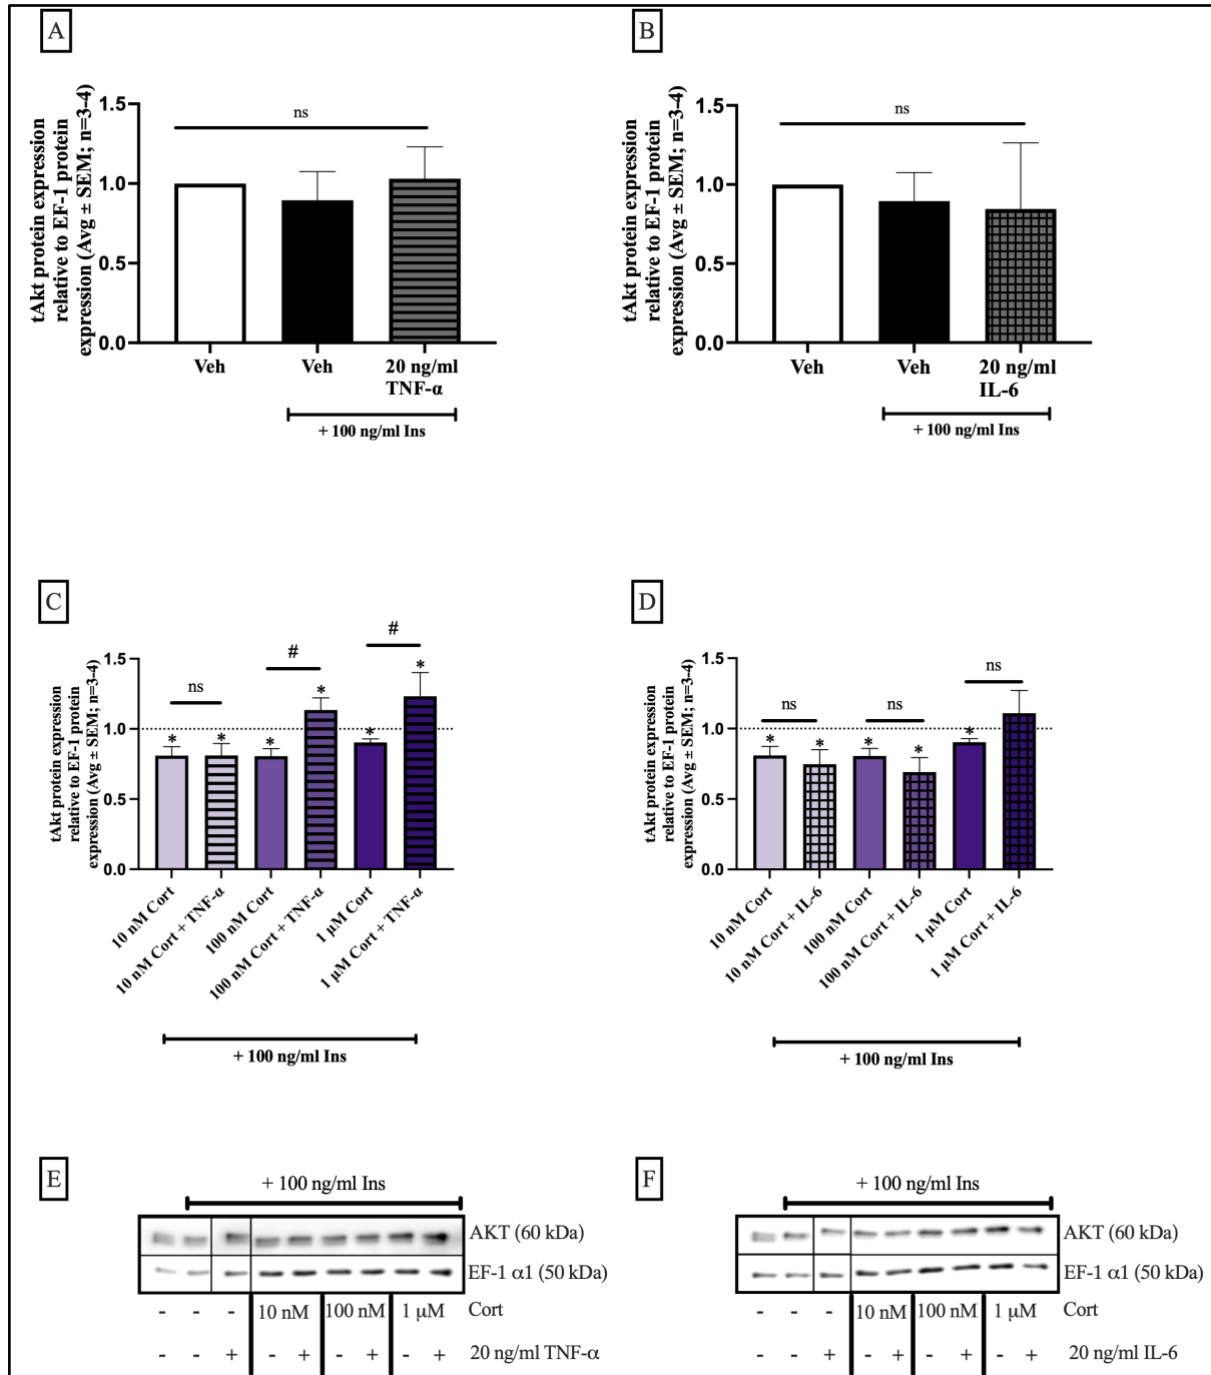 A
tAkt protein expression
relative to EF-1 protein
expression (Avg ± SEM; n=3-4)
1.5
1.0
0.5
0.0
ns
Veh
Veh
20 ng/ml
TNF-α
+ 100 ng/ml Ins
B
tAkt protein expression
relative to EF-1 protein
expression (Avg ± SEM; n=3-4)
1.5
1.0
0.5
0.0
ns
Veh
Veh
20 ng/ml
IL-6
+ 100 ng/ml Ins
C
tAkt protein expression
relative to EF-1 protein
expression (Avg ± SEM; n=3-4)
1.5
1.0
0.5
0.0
ns
#
#
* * * * * *
10 nM Cort
10 nM Cort + TNF-α
100 nM Cort
100 nM Cort + TNF-α
1 µM Cort
1 µM Cort + TNF-α
+ 100 ng/ml Ins
D
tAkt protein expression
relative to EF-1 protein
expression (Avg ± SEM; n=3-4)
1.5
1.0
0.5
0.0
ns
ns
ns
* * * * *
10 nM Cort
10 nM Cort + IL-6
100 nM Cort
100 nM Cort + IL-6
1 µM Cort
1 µM Cort + IL-6
+ 100 ng/ml Ins
E
+ 100 ng/ml Ins
AKT (60 kDa)
EF-1 α1 (50 kDa)
- - - 10 nM 100 nM 1 µM Cort
- - + - + - + - + 20 ng/ml TNF-α
F
+ 100 ng/ml Ins
AKT (60 kDa)
EF-1 α1 (50 kDa)
- - - 10 nM 100 nM 1 µM Cort
- - + - + - + - + 20 ng/ml IL-6